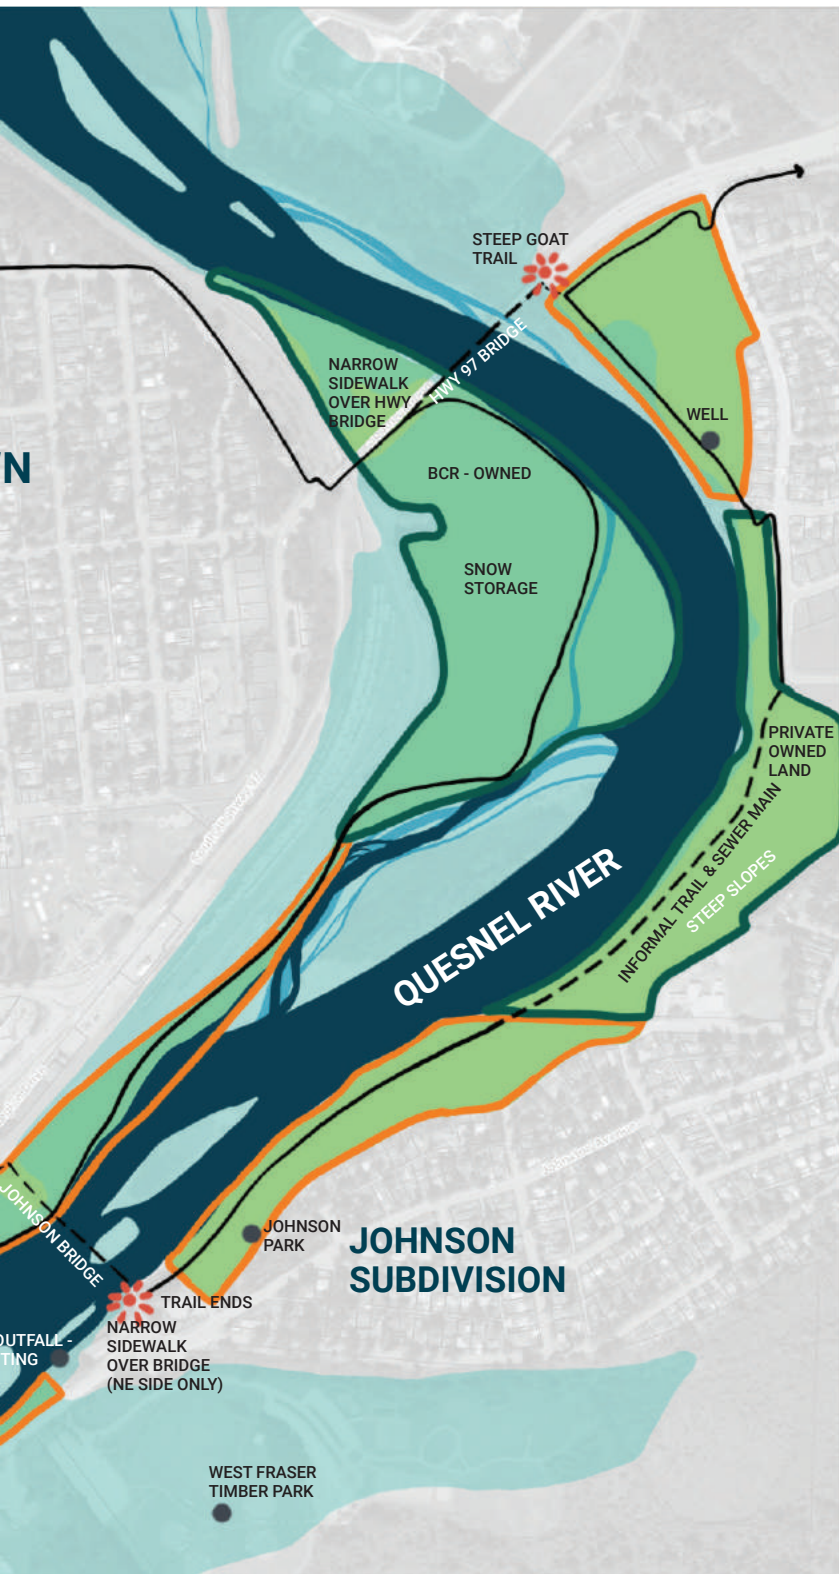 STEEP GOAT
TRAIL
HWY 97 BRIDGE
NARROW
SIDEWALK
OVER HWY
BRIDGE
WELL
BCR - OWNED
SNOW
STORAGE
PRIVATE
OWNED
LAND
INFORMAL TRAIL & SEWER MAIN
STEEP SLOPES
QUESNEL RIVER
JOHNSON BRIDGE
JOHNSON
PARK
JOHNSON
SUBDIVISION
TRAIL ENDS
NARROW
SIDEWALK
OVER BRIDGE
(NE SIDE ONLY)
OUTFALL -
TING
WEST FRASER
TIMBER PARK
Johnston Avenue